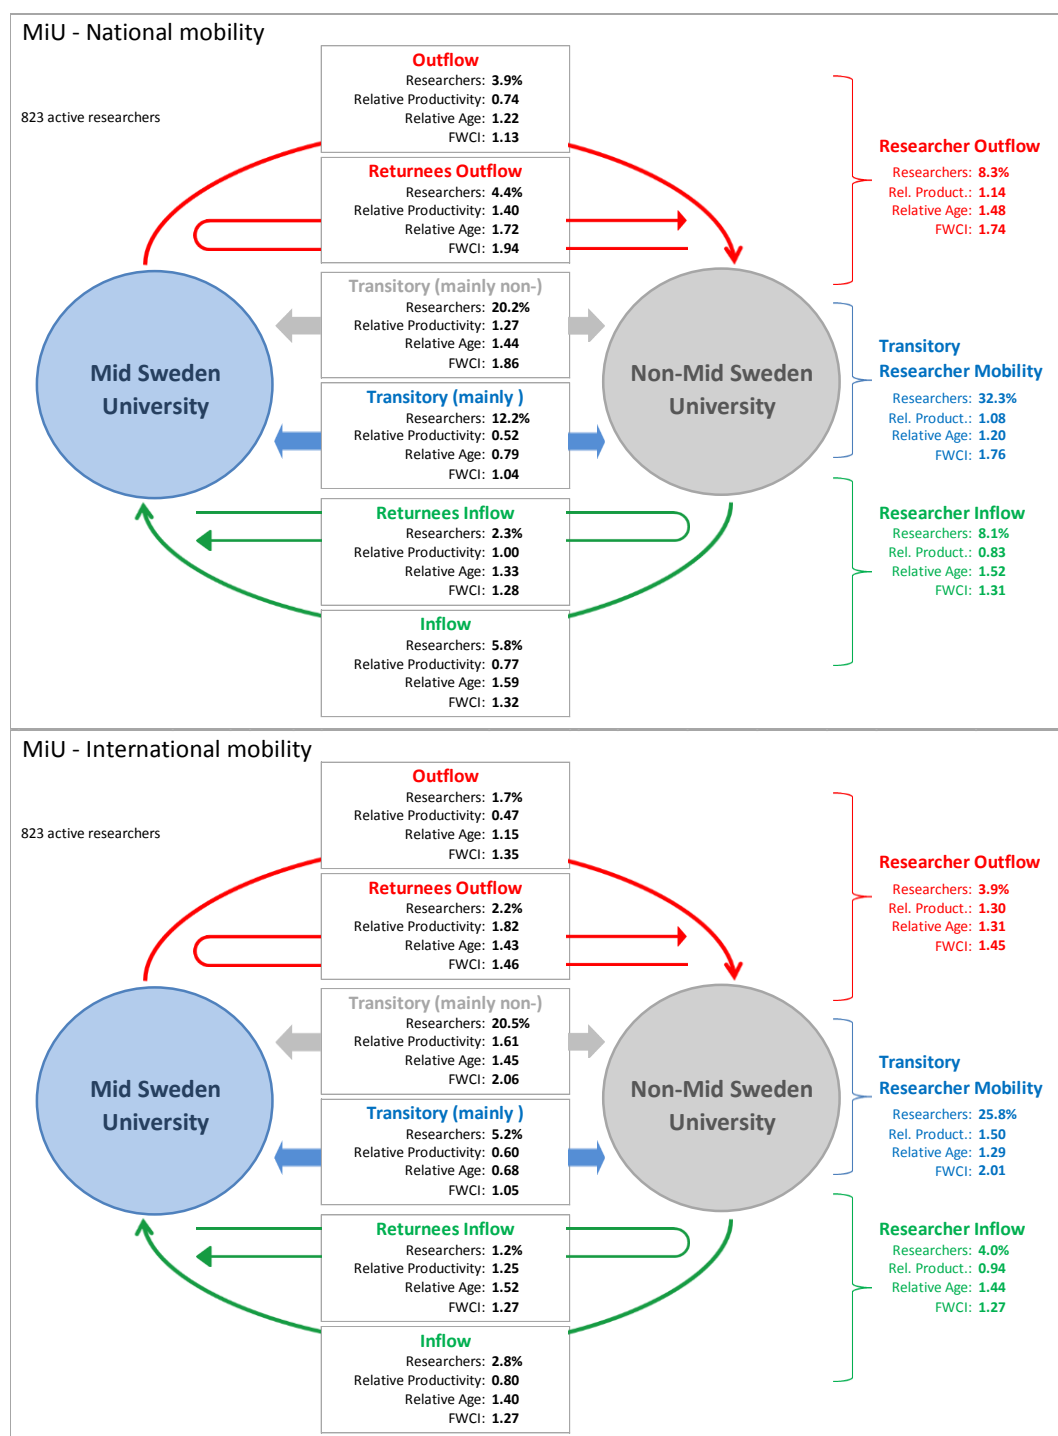 MiU - National mobility
823 active researchers
Outflow
Researchers: 3.9%
Relative Productivity: 0.74
Relative Age: 1.22
FWCI: 1.13
Returnees Outflow
Researchers: 4.4%
Relative Productivity: 1.40
Relative Age: 1.72
FWCI: 1.94
Transitory (mainly non-)
Researchers: 20.2%
Relative Productivity: 1.27
Relative Age: 1.44
FWCI: 1.86
Transitory (mainly )
Researchers: 12.2%
Relative Productivity: 0.52
Relative Age: 0.79
FWCI: 1.04
Returnees Inflow
Researchers: 2.3%
Relative Productivity: 1.00
Relative Age: 1.33
FWCI: 1.28
Inflow
Researchers: 5.8%
Relative Productivity: 0.77
Relative Age: 1.59
FWCI: 1.32
Mid Sweden
University
Non-Mid Sweden
University
Researcher Outflow
Researchers: 8.3%
Rel. Product.: 1.14
Relative Age: 1.48
FWCI: 1.74
Transitory
Researcher Mobility
Researchers: 32.3%
Rel. Product.: 1.08
Relative Age: 1.20
FWCI: 1.76
Researcher Inflow
Researchers: 8.1%
Rel. Product.: 0.83
Relative Age: 1.52
FWCI: 1.31
MiU - International mobility
823 active researchers
Outflow
Researchers: 1.7%
Relative Productivity: 0.47
Relative Age: 1.15
FWCI: 1.35
Returnees Outflow
Researchers: 2.2%
Relative Productivity: 1.82
Relative Age: 1.43
FWCI: 1.46
Transitory (mainly non-)
Researchers: 20.5%
Relative Productivity: 1.61
Relative Age: 1.45
FWCI: 2.06
Transitory (mainly )
Researchers: 5.2%
Relative Productivity: 0.60
Relative Age: 0.68
FWCI: 1.05
Returnees Inflow
Researchers: 1.2%
Relative Productivity: 1.25
Relative Age: 1.52
FWCI: 1.27
Inflow
Researchers: 2.8%
Relative Productivity: 0.80
Relative Age: 1.40
FWCI: 1.27
Mid Sweden
University
Non-Mid Sweden
University
Researcher Outflow
Researchers: 3.9%
Rel. Product.: 1.30
Relative Age: 1.31
FWCI: 1.45
Transitory
Researcher Mobility
Researchers: 25.8%
Rel. Product.: 1.50
Relative Age: 1.29
FWCI: 2.01
Researcher Inflow
Researchers: 4.0%
Rel. Product.: 0.94
Relative Age: 1.44
FWCI: 1.27